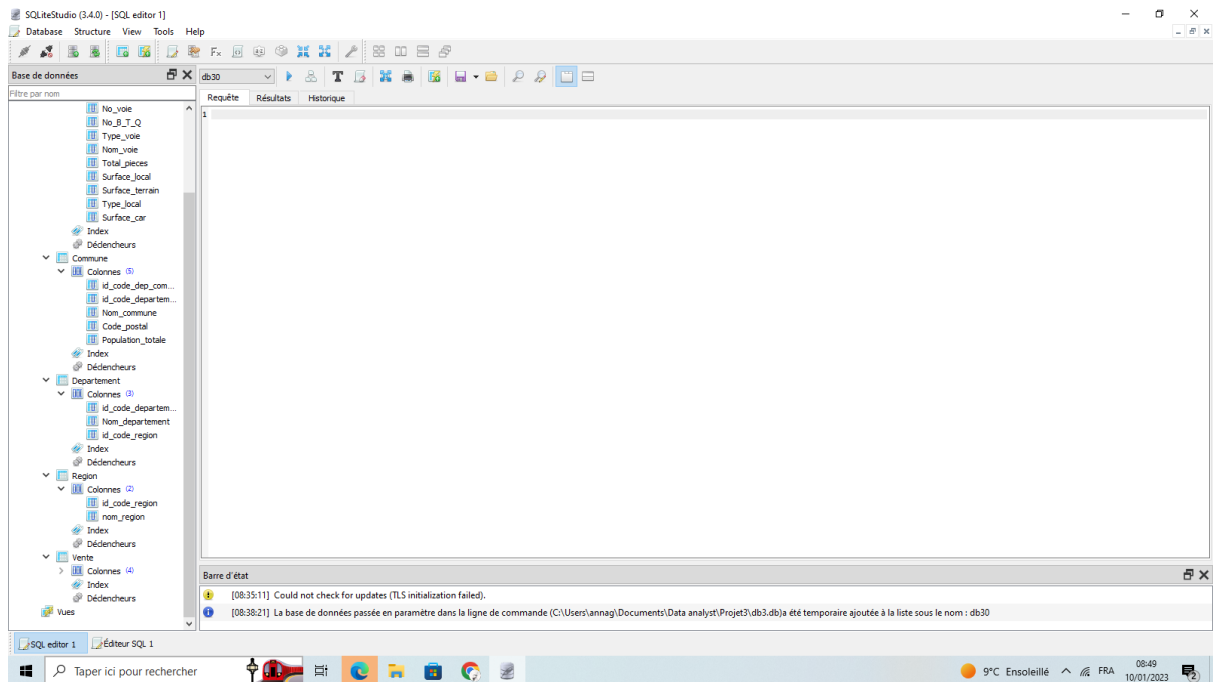 SQLiteStudio (3.4.0) - [SQL editor 1]
Database Structure View Tools Help
Base de données
db30
Filtre par nom
Requête Résultats Historique
1
No_voie
No_B_T_Q
Type_voie
Nom_voie
Total_pieces
Surface_local
Surface_terrain
Type_local
Surface_car
Index
Déclencheurs
Commune
Colonnes (5)
id_code_dep_com...
id_code_departem...
Nom_commune
Code_postal
Population_totale
Index
Déclencheurs
Departement
Colonnes (3)
id_code_departem...
Nom_departement
id_code_region
Index
Déclencheurs
Region
Colonnes (2)
id_code_region
nom_region
Index
Déclencheurs
Vente
Colonnes (4)
Index
Déclencheurs
Vues
Barre d'état
[08:35:11] Could not check for updates (TLS initialization failed).
[08:38:21] La base de données passée en paramètre dans la ligne de commande (C:\Users\annag\Documents\Data analyst\Projet3\db3.db)a été temporaire ajoutée à la liste sous le nom : db30
SQL editor 1 Éditeur SQL 1
Taper ici pour rechercher
9°C Ensoleillé
FRA
08:49
10/01/2023
2